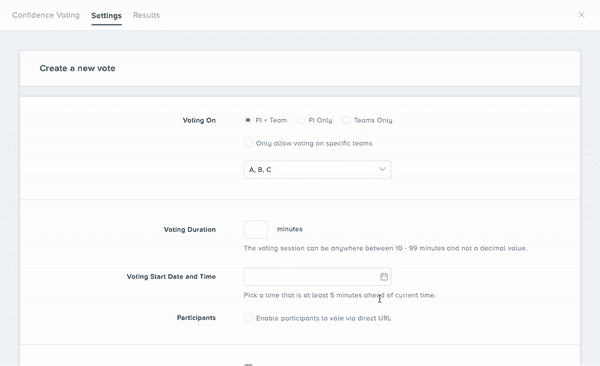 Confidence Voting Settings Results
Create a new vote
Voting On PI + Team PI Only Teams Only
Only allow voting on specific teams
A, B, C
Voting Duration minutes
The voting session can be anywhere between 10 - 99 minutes and not a decimal value.
Voting Start Date and Time
Pick a time that is at least 5 minutes ahead of current time.
Participants Enable participants to vote via direct URL